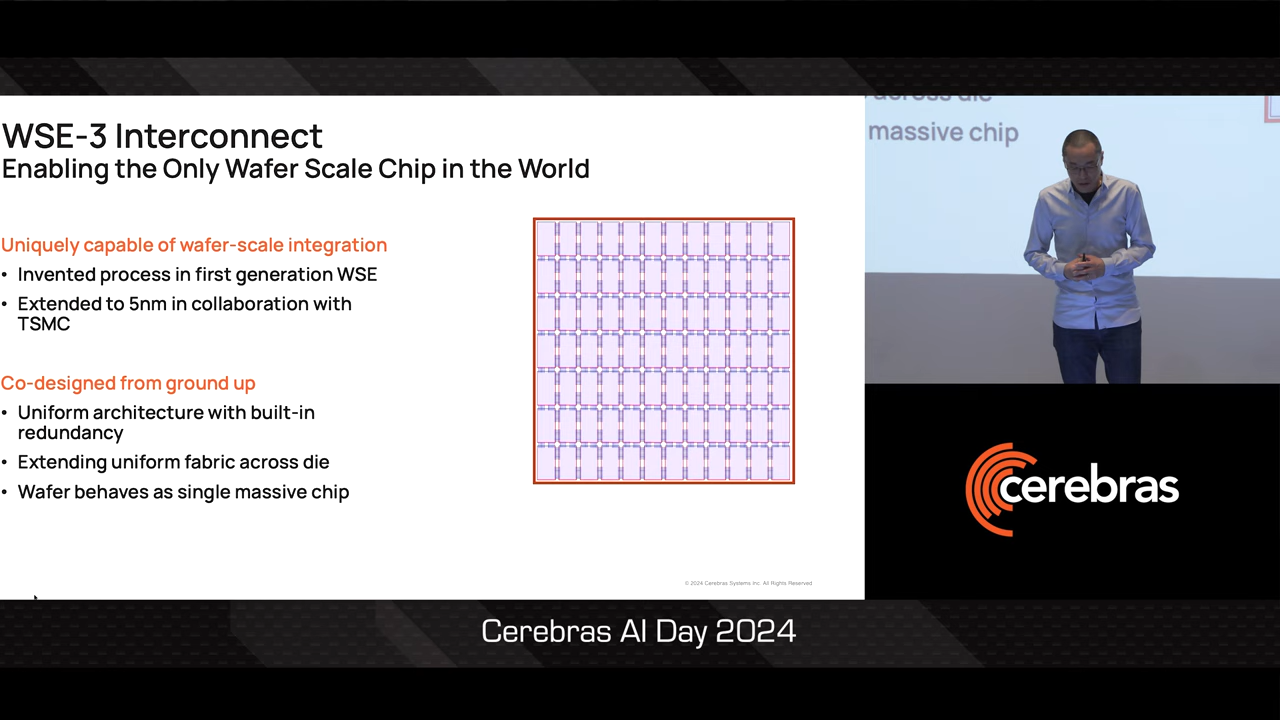 WSE-3 Interconnect
Enabling the Only Wafer Scale Chip in the World
Uniquely capable of wafer-scale integration
• Invented process in first generation WSE
• Extended to 5nm in collaboration with
TSMC
Co-designed from ground up
• Uniform architecture with built-in
redundancy
• Extending uniform fabric across die
• Wafer behaves as single massive chip
© 2024 Cerebras Systems Inc. All Rights Reserved
across die
massive chip
cerebras
Cerebras AI Day 2024